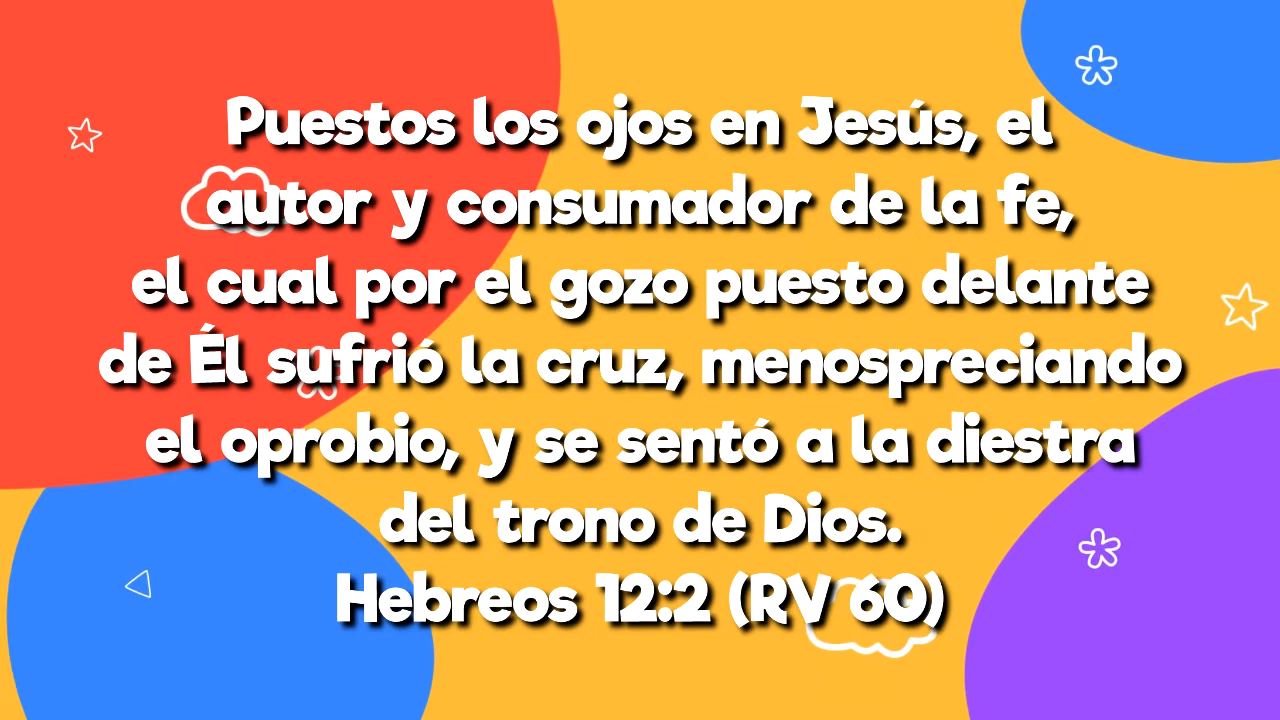 Puestos los ojos en Jesús, el
autor y consumador de la fe,
el cual por el gozo puesto delante
de Él sufrió la cruz, menospreciando
el oprobio, y se sentó a la diestra
del trono de Dios.
Hebreos 12:2 (RV 60)